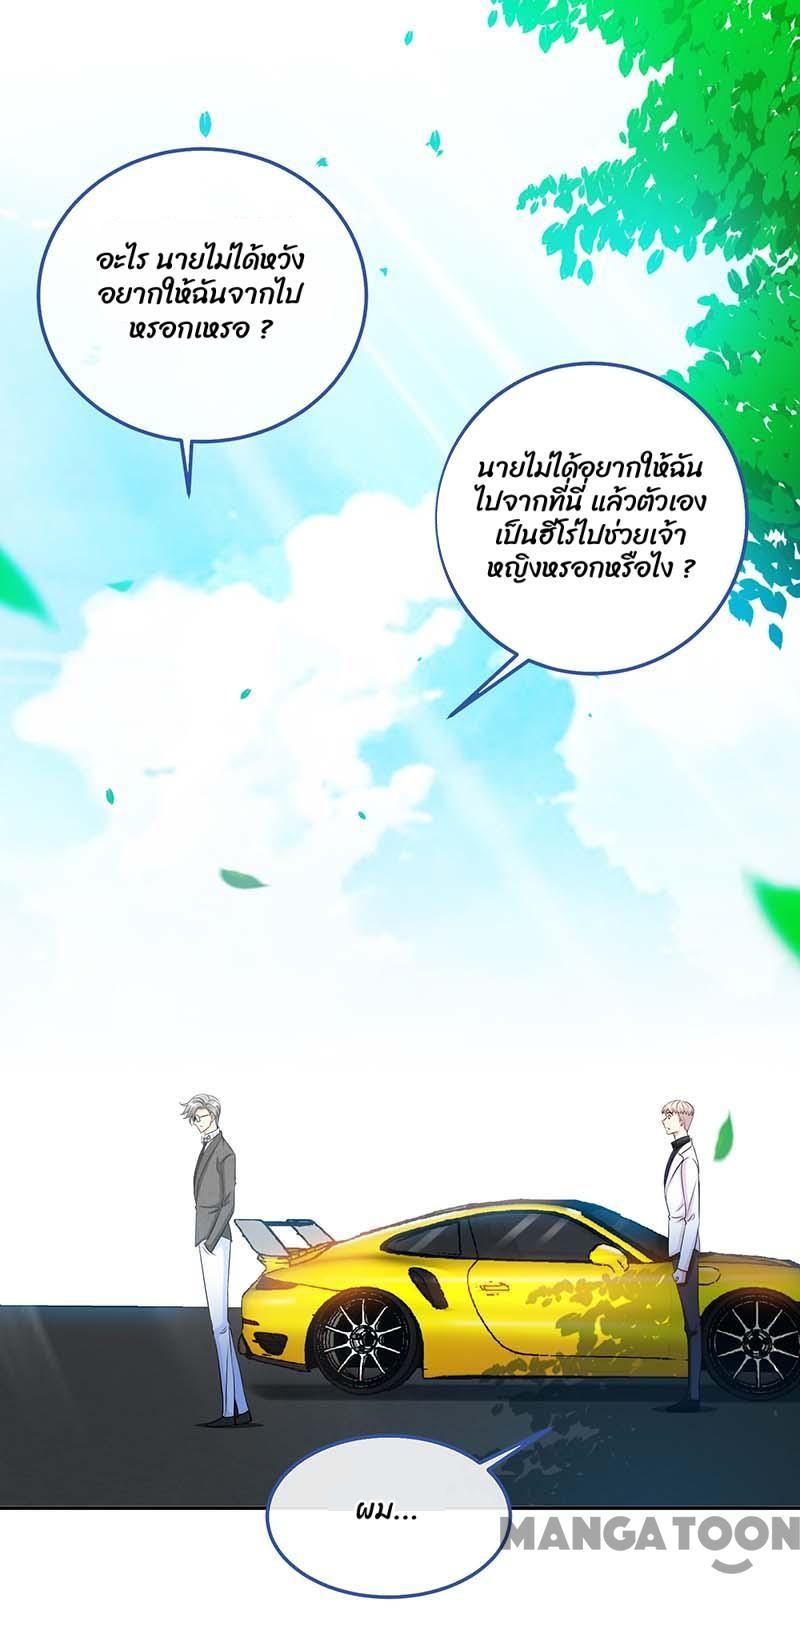 อะไร นายไม่ได้หวัง
อยากให้ฉันจากไป
หรอกเหรอ ?
นายไม่ได้อยากให้ฉัน
ไปจากที่นี่ แล้วตัวเอง
เป็นฮีโร่ไปช่วยเจ้า
หญิงหรอกหรือไง ?
ผม...
MANGATOON